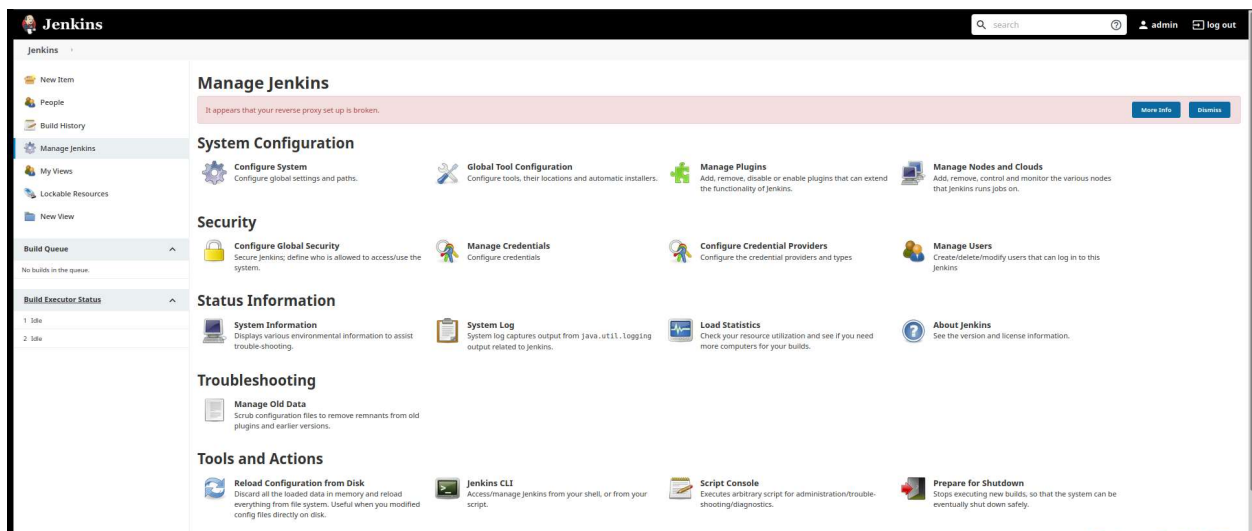 Jenkins
search
admin
log out
Jenkins
New Item
People
Build History
Manage Jenkins
My Views
Lockable Resources
New View
Build Queue
No builds in the queue.
Build Executor Status
1 Idle
2 Idle
Manage Jenkins
It appears that your reverse proxy set up is broken.
More Info
Dismiss
System Configuration
Configure System
Configure global settings and paths.
Global Tool Configuration
Configure tools, their locations and automatic installers.
Manage Plugins
Add, remove, disable or enable plugins that can extend
the functionality of Jenkins.
Manage Nodes and Clouds
Add, remove, control and monitor the various nodes
that Jenkins runs jobs on.
Security
Configure Global Security
Secure Jenkins; define who is allowed to access/use the
system.
Manage Credentials
Configure credentials
Configure Credential Providers
Configure the credential providers and types
Manage Users
Create/delete/modify users that can log in to this
Jenkins
Status Information
System Information
Displays various environmental information to assist
trouble-shooting.
System Log
System log captures output from java.util.logging
output related to Jenkins.
Load Statistics
Check your resource utilization and see if you need
more computers for your builds.
About Jenkins
See the version and license information.
Troubleshooting
Manage Old Data
Scrub configuration files to remove remnants from old
plugins and earlier versions.
Tools and Actions
Reload Configuration from Disk
Discard all the loaded data in memory and reload
everything from file system. Useful when you modified
config files directly on disk.
Jenkins CLI
Access/manage Jenkins from your shell, or from your
script.
Script Console
Executes arbitrary script for administration/trouble-
shooting/diagnostics.
Prepare for Shutdown
Stops executing new builds, so that the system can be
eventually shut down safely.